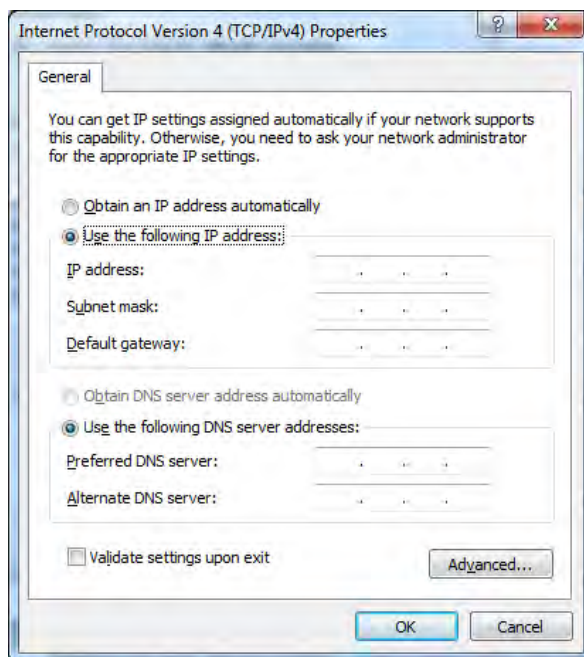 Internet Protocol Version 4 (TCP/IPv4) Properties
General
You can get IP settings assigned automatically if your network supports
this capability. Otherwise, you need to ask your network administrator
for the appropriate IP settings.
Obtain an IP address automatically
Use the following IP address:
IP address:
Subnet mask:
Default gateway:
Obtain DNS server address automatically
Use the following DNS server addresses:
Preferred DNS server:
Alternate DNS server:
Validate settings upon exit
Advanced...
OK Cancel